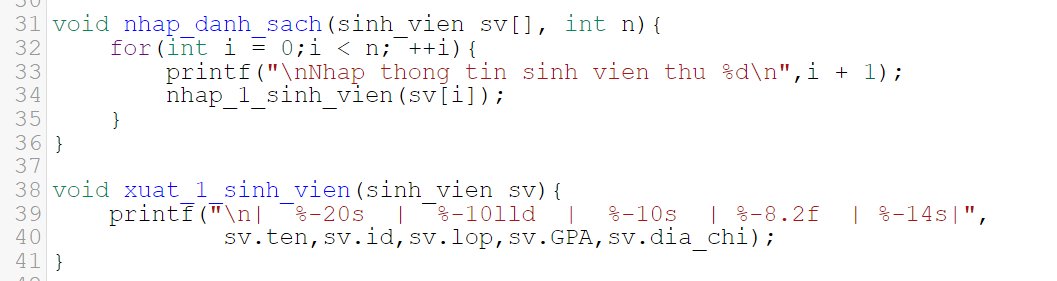 31 void nhap_danh_sach(sinh_vien sv[], int n){
32     for(int i = 0;i < n; ++i){
33         printf("\nNhap thong tin sinh vien thu %d\n",i + 1);
34         nhap_1_sinh_vien(sv[i]);
35     }
36 }
37
38 void xuat_1_sinh_vien(sinh_vien sv){
39     printf("\n|  %-20s  |  %-10lld  |  %-10s  | %-8.2f  | %-14s|",
40             sv.ten,sv.id,sv.lop,sv.GPA,sv.dia_chi);
41 }